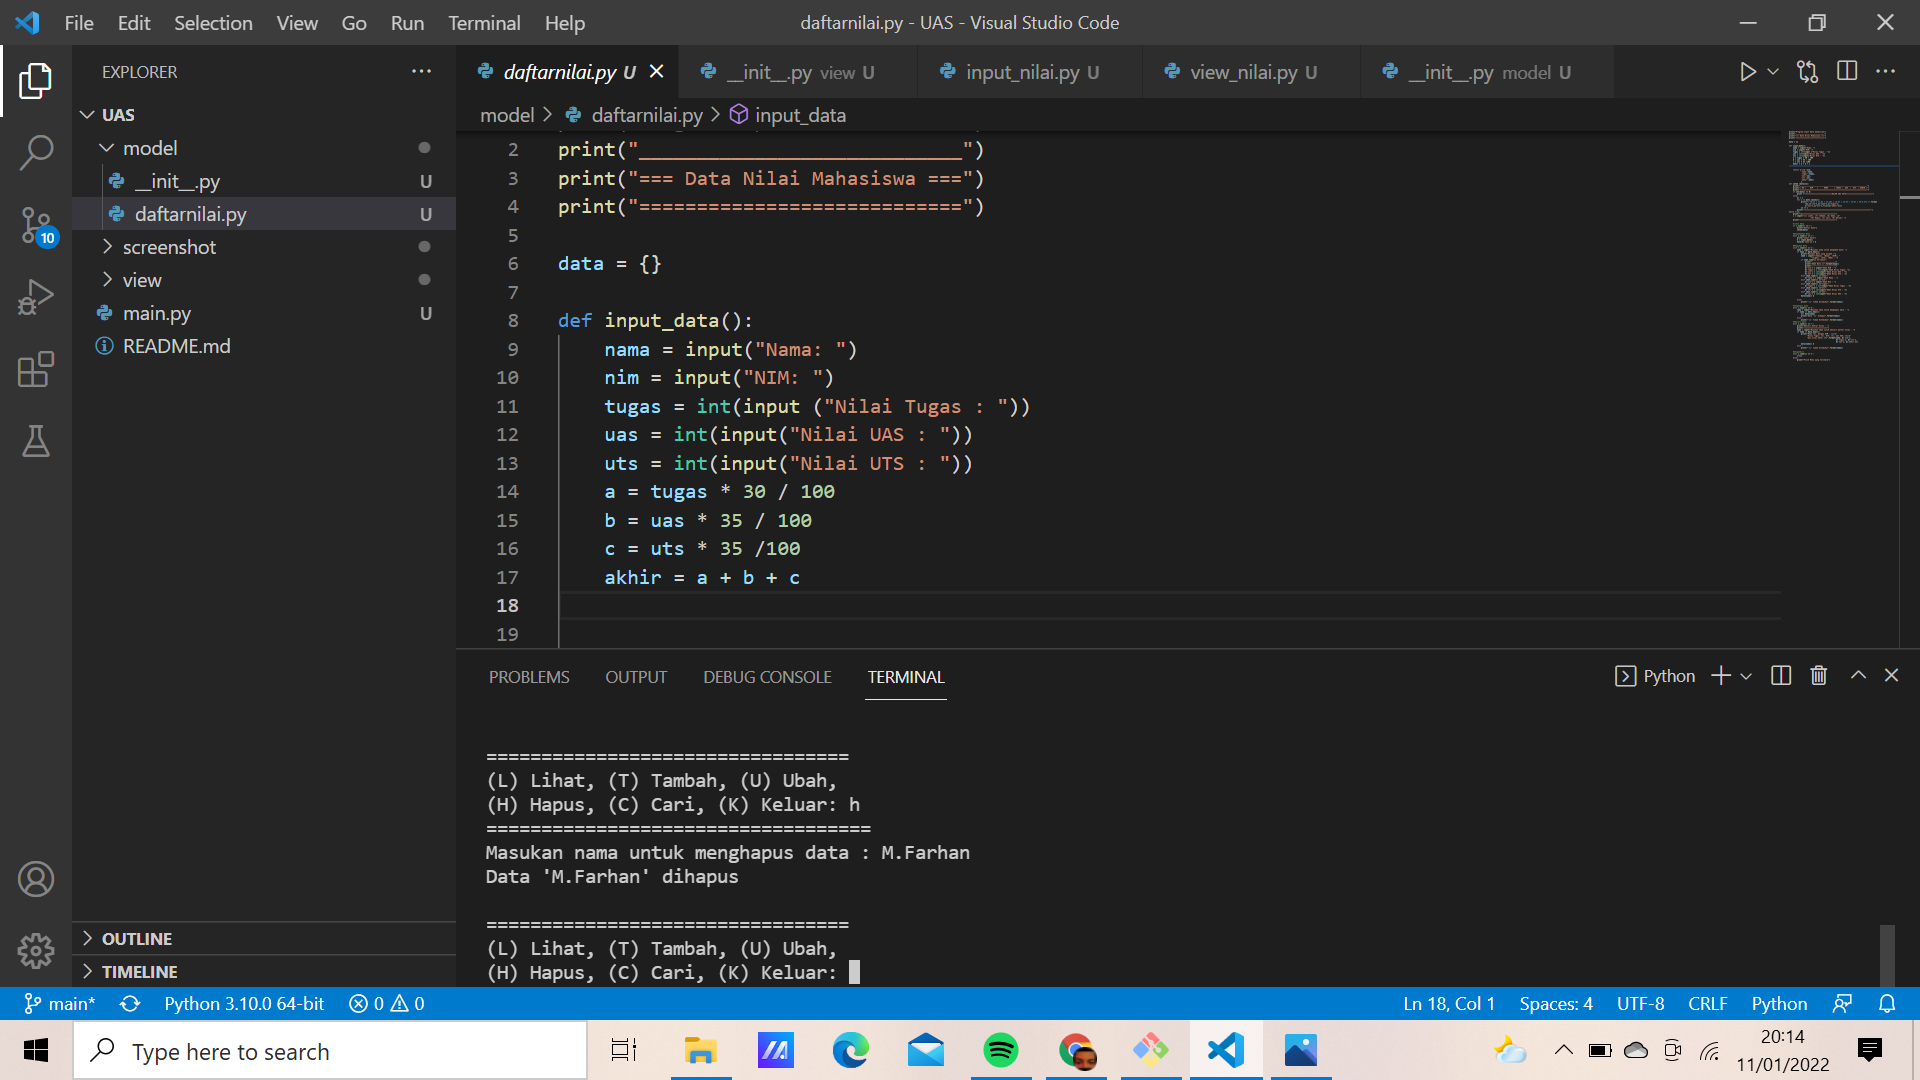 File Edit Selection View Go Run Terminal Help
daftarnilai.py - UAS - Visual Studio Code
EXPLORER
UAS
model
__init__.py U
daftarnilai.py U
screenshot
view
main.py U
README.md
OUTLINE
TIMELINE
10
daftarnilai.py U
__init__.py view U
input_nilai.py U
view_nilai.py U
__init__.py model U
model > daftarnilai.py > input_data
2 print("____________________________")
3 print("=== Data Nilai Mahasiswa ===")
4 print("============================")
5
6 data = {}
7
8 def input_data():
9 nama = input("Nama: ")
10 nim = input("NIM: ")
11 tugas = int(input ("Nilai Tugas : "))
12 uas = int(input("Nilai UAS : "))
13 uts = int(input("Nilai UTS : "))
14 a = tugas * 30 / 100
15 b = uas * 35 / 100
16 c = uts * 35 /100
17 akhir = a + b + c
18
19
PROBLEMS OUTPUT DEBUG CONSOLE TERMINAL
Python
=================================
(L) Lihat, (T) Tambah, (U) Ubah,
(H) Hapus, (C) Cari, (K) Keluar: h
===================================
Masukan nama untuk menghapus data : M.Farhan
Data 'M.Farhan' dihapus
=================================
(L) Lihat, (T) Tambah, (U) Ubah,
(H) Hapus, (C) Cari, (K) Keluar:
main* Python 3.10.0 64-bit 0 0
Ln 18, Col 1 Spaces: 4 UTF-8 CRLF Python
Type here to search
20:14
11/01/2022